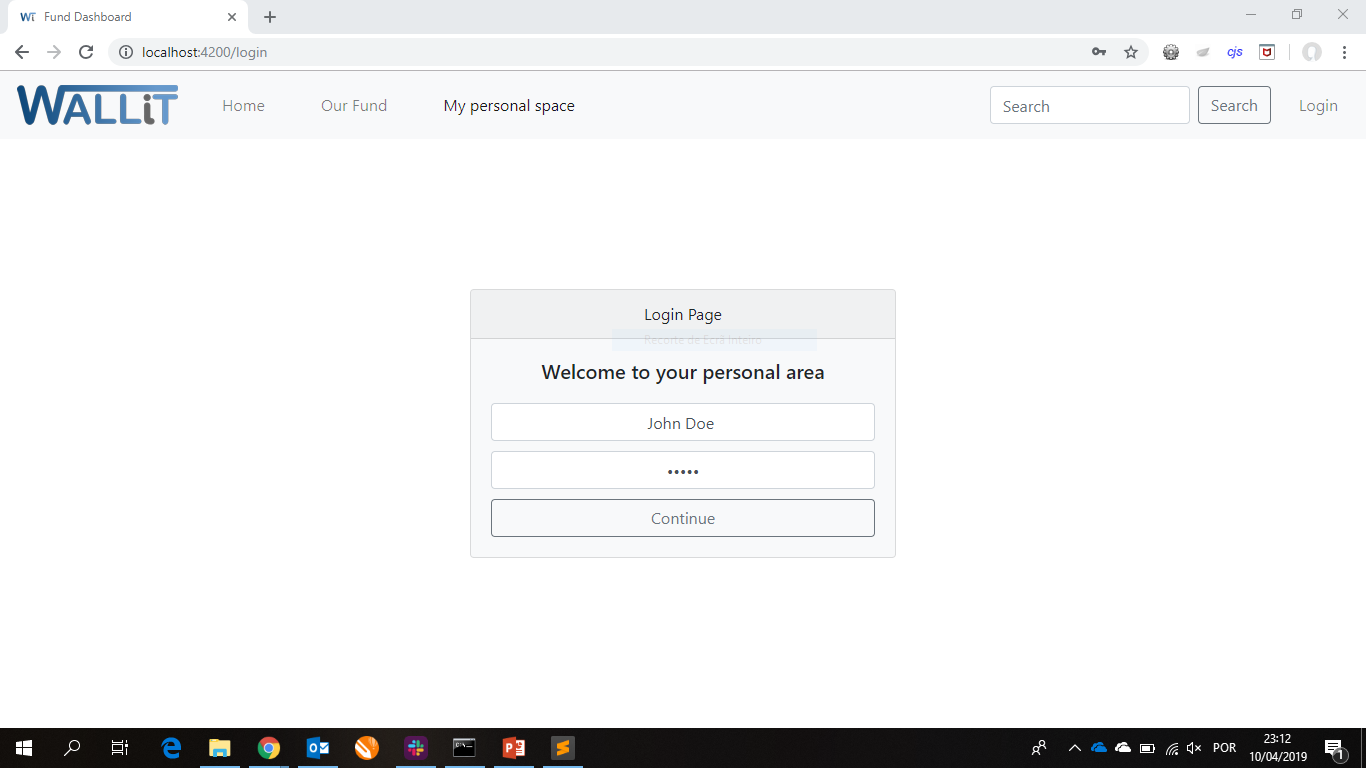 WT Fund Dashboard
localhost:4200/login
cjs
WALLiT Home Our Fund My personal space Search Search Login
Login Page
Recorte de Ecrã Inteiro
Welcome to your personal area
John Doe
•••••
Continue
POR
23:12
10/04/2019
1